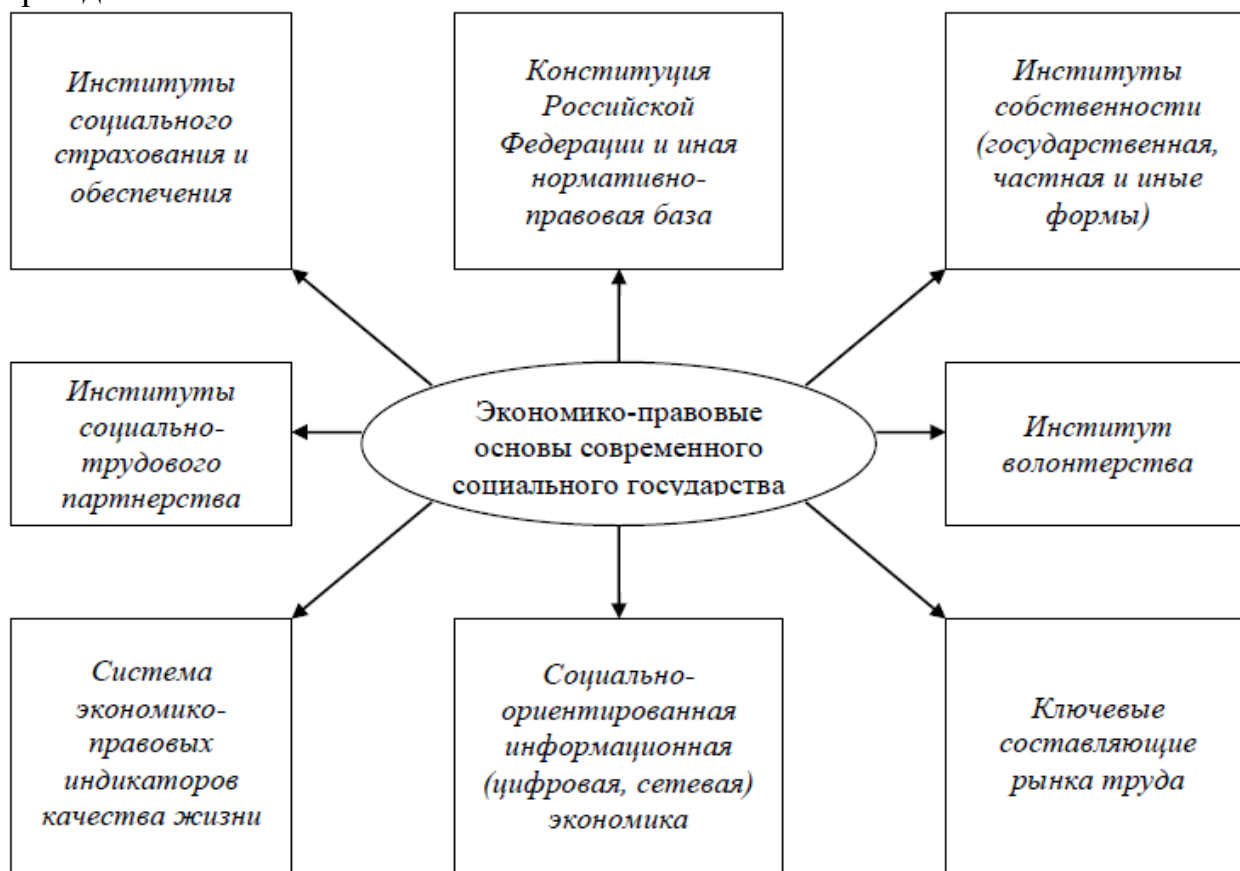 Институты
социального
страхования и
обеспечения
Конституция
Российской
Федерации и иная
нормативно-
правовая база
Институты
собственности
(государственная,
частная и иные
формы)
Институты
социально-
трудового
партнерства
Экономико-правовые
основы современного
социального государства
Институт
волонтерства
Система
экономико-
правовых
индикаторов
качества жизни
Социально-
ориентированная
информационная
(цифровая, сетевая)
экономика
Ключевые
составляющие
рынка труда